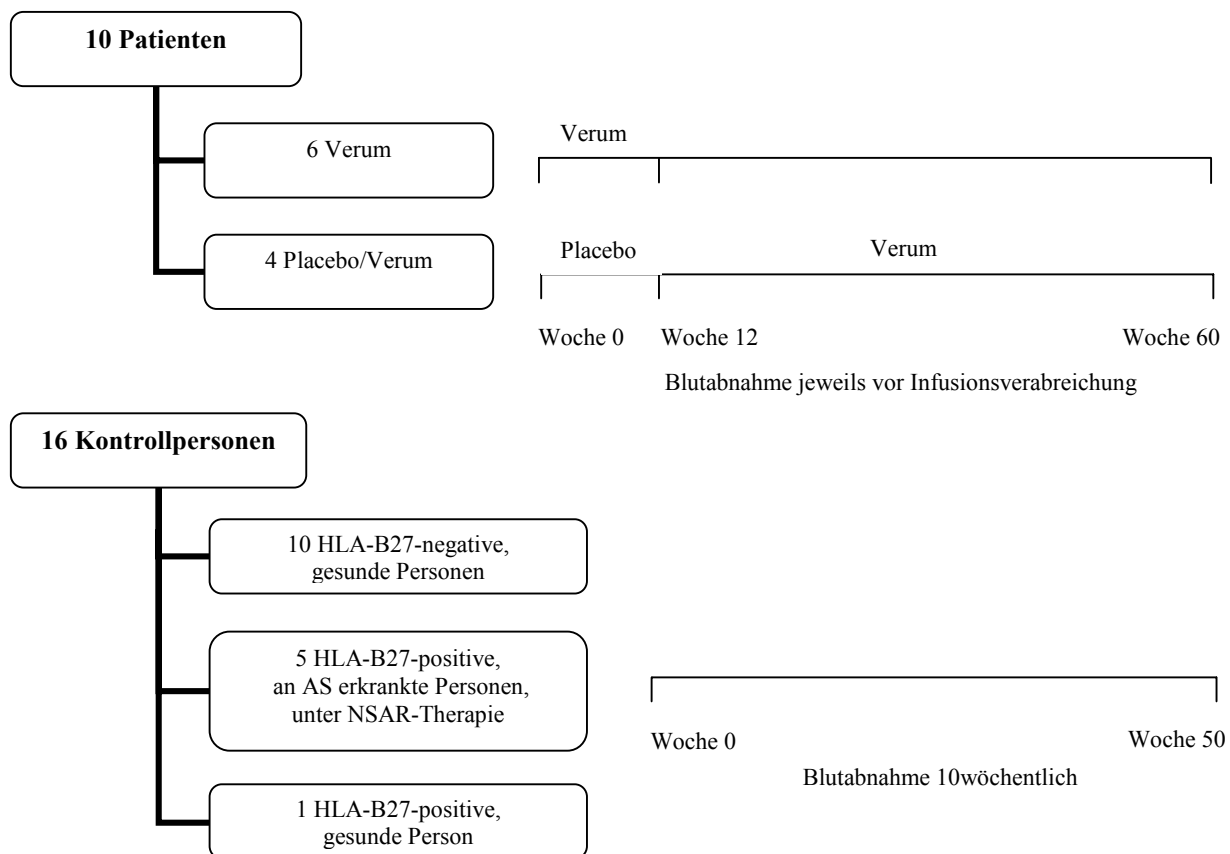 10 Patienten
6 Verum
Verum
4 Placebo/Verum
Placebo
Verum
Woche 0
Woche 12
Woche 60
Blutabnahme jeweils vor Infusionsverabreichung
16 Kontrollpersonen
10 HLA-B27-negative,
gesunde Personen
5 HLA-B27-positive,
an AS erkrankte Personen,
unter NSAR-Therapie
Woche 0
Woche 50
Blutabnahme 10wöchentlich
1 HLA-B27-positive,
gesunde Person